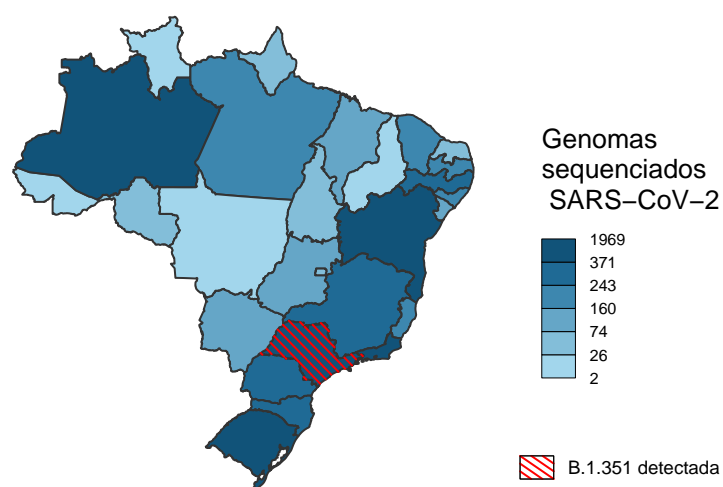 Genomas
sequenciados
SARS−CoV−2
1969
371
243
160
74
26
2
B.1.351 detectada